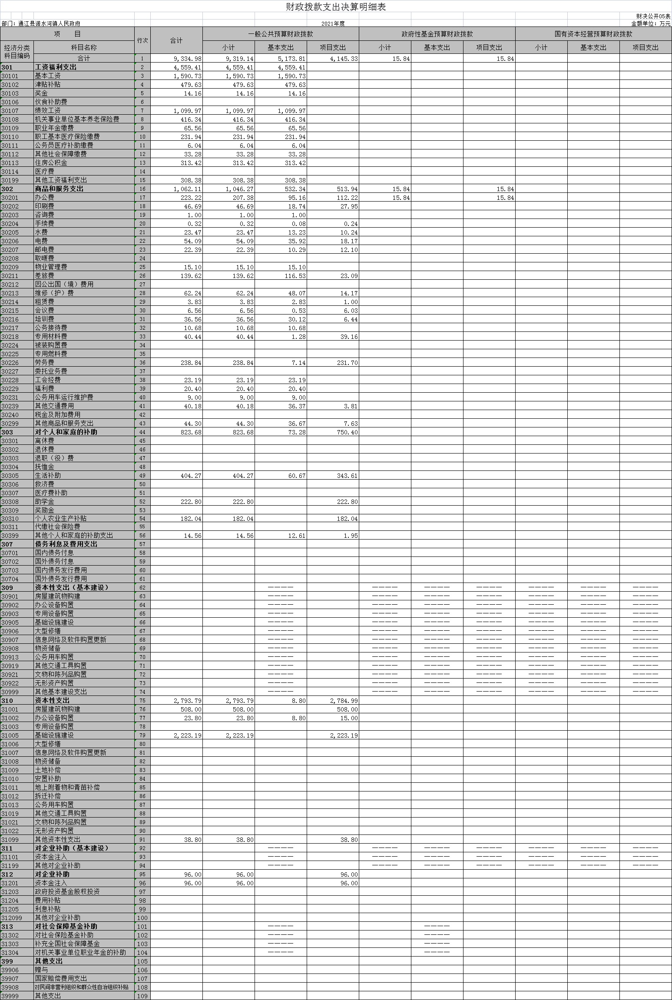 财政拨款支出决算明细表
财决公开05表
部门：通江县诺水河镇人民政府 2021年度 金额单位：万元
项 目 行次 合计 一般公共预算财政拨款 政府性基金预算财政拨款 国有资本经营预算财政拨款
经济分类科目编码 科目名称 小计 基本支出 项目支出 小计 基本支出 项目支出 小计 基本支出 项目支出
合计 1 9,334.98 9,319.14 5,173.81 4,145.33 15.84 15.84
301 工资福利支出 2 4,559.41 4,559.41 4,559.41
30101 基本工资 3 1,590.73 1,590.73 1,590.73
30102 津贴补贴 4 479.63 479.63 479.63
30103 奖金 5 14.16 14.16 14.16
30106 伙食补助费 6
30107 绩效工资 7 1,099.97 1,099.97 1,099.97
30108 机关事业单位基本养老保险费 8 416.34 416.34 416.34
30109 职业年金缴费 9 65.56 65.56 65.56
30110 职工基本医疗保险缴费 10 231.94 231.94 231.94
30111 公务员医疗补助缴费 11 6.04 6.04 6.04
30112 其他社会保障缴费 12 33.28 33.28 33.28
30113 住房公积金 13 313.42 313.42 313.42
30114 医疗费 14
30199 其他工资福利支出 15 308.38 308.38 308.38
302 商品和服务支出 16 1,062.11 1,046.27 532.34 513.94 15.84 15.84
30201 办公费 17 223.22 207.38 95.16 112.22 15.84 15.84
30202 印刷费 18 46.69 46.69 18.74 27.95
30203 咨询费 19 1.00 1.00 1.00
30204 手续费 20 0.32 0.32 0.08 0.24
30205 水费 21 23.47 23.47 13.23 10.24
30206 电费 22 54.09 54.09 35.92 18.17
30207 邮电费 23 22.39 22.39 10.29 12.10
30208 取暖费 24
30209 物业管理费 25 15.10 15.10 15.10
30211 差旅费 26 139.62 139.62 116.53 23.09
30212 因公出国（境）费用 27
30213 维修（护）费 28 62.24 62.24 48.07 14.17
30214 租赁费 29 3.83 3.83 2.83 1.00
30215 会议费 30 6.56 6.56 0.53 6.03
30216 培训费 31 36.56 36.56 30.12 6.44
30217 公务接待费 32 10.68 10.68 10.68
30218 专用材料费 33 40.44 40.44 1.28 39.16
30224 被装购置费 34
30225 专用燃料费 35
30226 劳务费 36 238.84 238.84 7.14 231.70
30227 委托业务费 37
30228 工会经费 38 23.19 23.19 23.19
30229 福利费 39 20.40 20.40 20.40
30231 公务用车运行维护费 40 9.00 9.00 9.00
30239 其他交通费用 41 40.18 40.18 36.37 3.81
30240 税金及附加费用 42
30299 其他商品和服务支出 43 44.30 44.30 36.67 7.63
303 对个人和家庭的补助 44 823.68 823.68 73.28 750.40
30301 离休费 45
30302 退休费 46
30303 退职（役）费 47
30304 抚恤金 48
30305 生活补助 49 404.27 404.27 60.67 343.61
30306 救济费 50
30307 医疗费补助 51
30308 助学金 52 222.80 222.80 222.80
30309 奖励金 53
30310 个人农业生产补贴 54 182.04 182.04 182.04
30311 代缴社会保险费 55
30399 其他个人和家庭的补助支出 56 14.56 14.56 12.61 1.95
307 债务利息及费用支出 57
30701 国内债务付息 58
30702 国外债务付息 59
30703 国内债务发行费用 60
30704 国外债务发行费用 61
309 资本性支出（基本建设） 62 ———— ———— ———— ———— ———— ———— ————
30901 房屋建筑物购建 63 ———— ———— ———— ———— ———— ———— ————
30902 办公设备购置 64 ———— ———— ———— ———— ———— ———— ————
30903 专用设备购置 65 ———— ———— ———— ———— ———— ———— ————
30905 基础设施建设 66 ———— ———— ———— ———— ———— ———— ————
30906 大型修缮 67 ———— ———— ———— ———— ———— ———— ————
30907 信息网络及软件购置更新 68 ———— ———— ———— ———— ———— ———— ————
30908 物资储备 69 ———— ———— ———— ———— ———— ———— ————
30913 公务用车购置 70 ———— ———— ———— ———— ———— ———— ————
30919 其他交通工具购置 71 ———— ———— ———— ———— ———— ———— ————
30921 文物和陈列品购置 72 ———— ———— ———— ———— ———— ———— ————
30922 无形资产购置 73 ———— ———— ———— ———— ———— ———— ————
30999 其他基本建设支出 74 ———— ———— ———— ———— ———— ———— ————
310 资本性支出 75 2,793.79 2,793.79 8.80 2,784.99
31001 房屋建筑物购建 76 508.00 508.00 508.00
31002 办公设备购置 77 23.80 23.80 8.80 15.00
31003 专用设备购置 78
31005 基础设施建设 79 2,223.19 2,223.19 2,223.19
31006 大型修缮 80
31007 信息网络及软件购置更新 81
31008 物资储备 82
31009 土地补偿 83
31010 安置补助 84
31011 地上附着物和青苗补偿 85
31012 拆迁补偿 86
31013 公务用车购置 87
31019 其他交通工具购置 88
31021 文物和陈列品购置 89
31022 无形资产购置 90
31099 其他资本性支出 91 38.80 38.80 38.80
311 对企业补助（基本建设） 92 ———— ———— ———— ———— ———— ———— ————
31101 资本金注入 93 ———— ———— ———— ———— ———— ———— ————
31199 其他对企业补助 94 ———— ———— ———— ———— ———— ———— ————
312 对企业补助 95 96.00 96.00 96.00
31201 资本金注入 96 96.00 96.00 96.00
31203 政府投资基金股权投资 97
31204 费用补贴 98
31205 利息补贴 99
312099 其他对企业补助 100
313 对社会保障基金补助 101 ———— ————
31302 对社会保险基金补助 102 ———— ————
31303 补充全国社会保障基金 103 ———— ————
31304 对机关事业单位职业年金的补助 104 ———— ————
399 其他支出 105
39906 赠与 106
39907 国家赔偿费用支出 107
39908 对民间非营利组织和群众性自治组织补贴 108
39999 其他支出 109